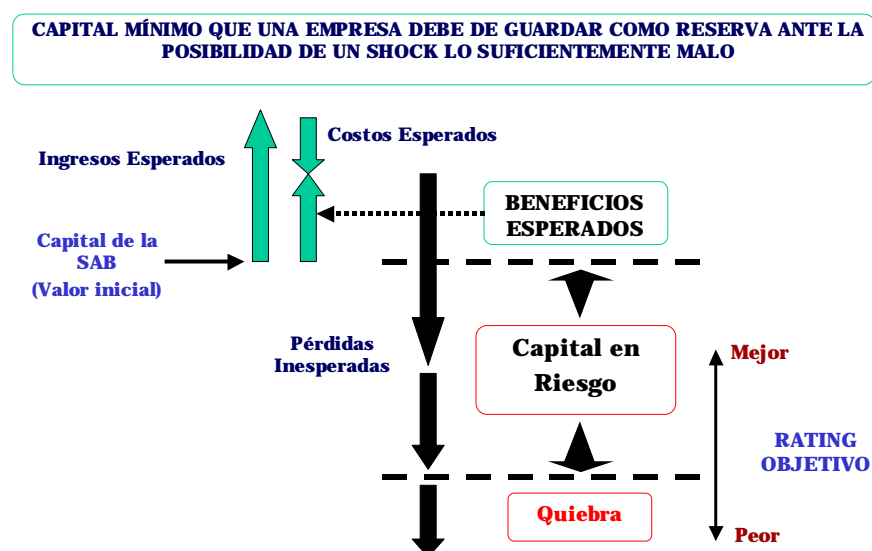 CAPITAL MÍNIMO QUE UNA EMPRESA DEBE DE GUARDAR COMO RESERVA ANTE LA
POSIBILIDAD DE UN SHOCK LO SUFICIENTEMENTE MALO
Costos Esperados
Ingresos Esperados
BENEFICIOS
ESPERADOS
Capital de la
SAB
(Valor inicial)
Pérdidas
Inesperadas
Capital en
Riesgo
Mejor
RATING
OBJETIVO
Quiebra
Peor